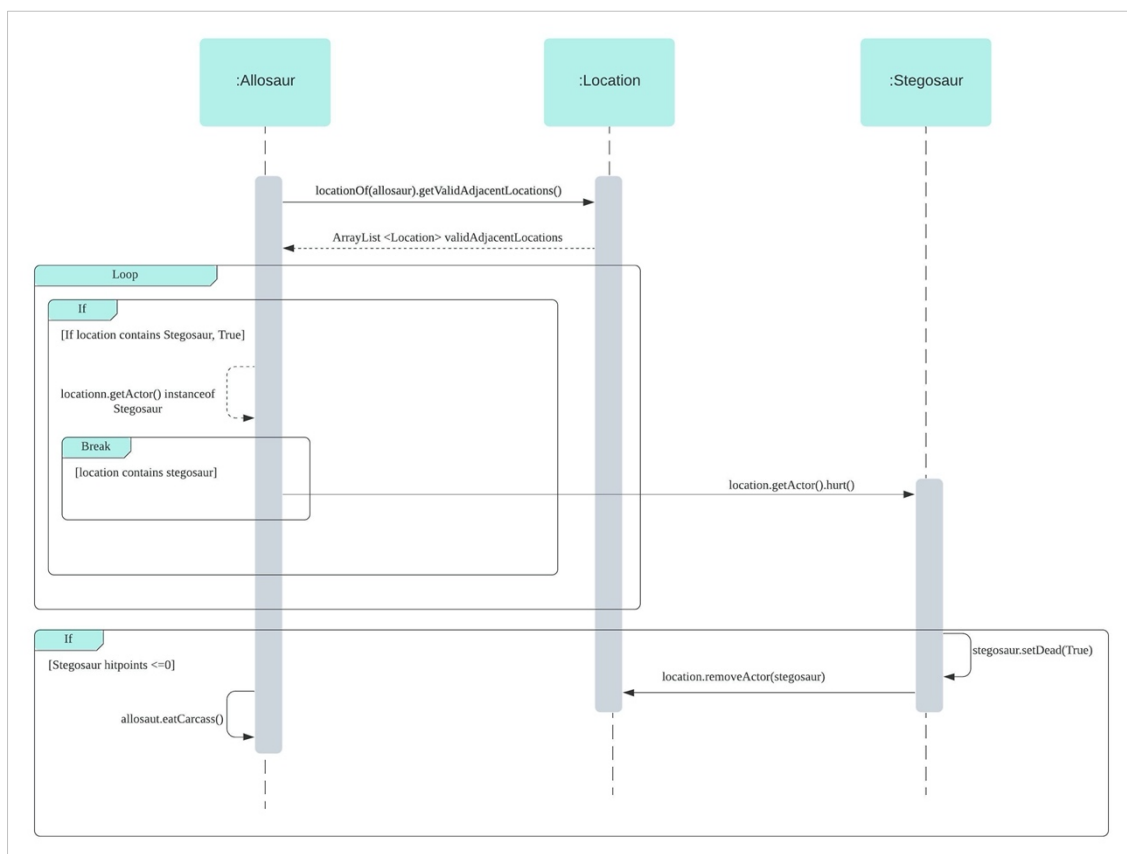 :Allosaur
:Location
:Stegosaur
locationOf(allosaur).getValidAdjacentLocations()
ArrayList <Location> validAdjacentLocations
Loop
If
[If location contains Stegosaur, True]
locationn.getActor() instanceof
Stegosaur
Break
[location contains stegosaur]
location.getActor().hurt()
If
[Stegosaur hitpoints <=0]
stegosaur.setDead(True)
location.removeActor(stegosaur)
allosaut.eatCarcass()